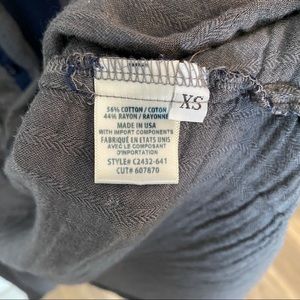 56% COTTON / COTON
44% RAYON / RAYONNE
MADE IN USA
WITH IMPORT COMPONENTS
FABRIQUÉ EN ETATS UNIS
AVEC LE COMPOSANT
D'IMPORTATION
STYLE# C2432-641
CUT# 607870
XS